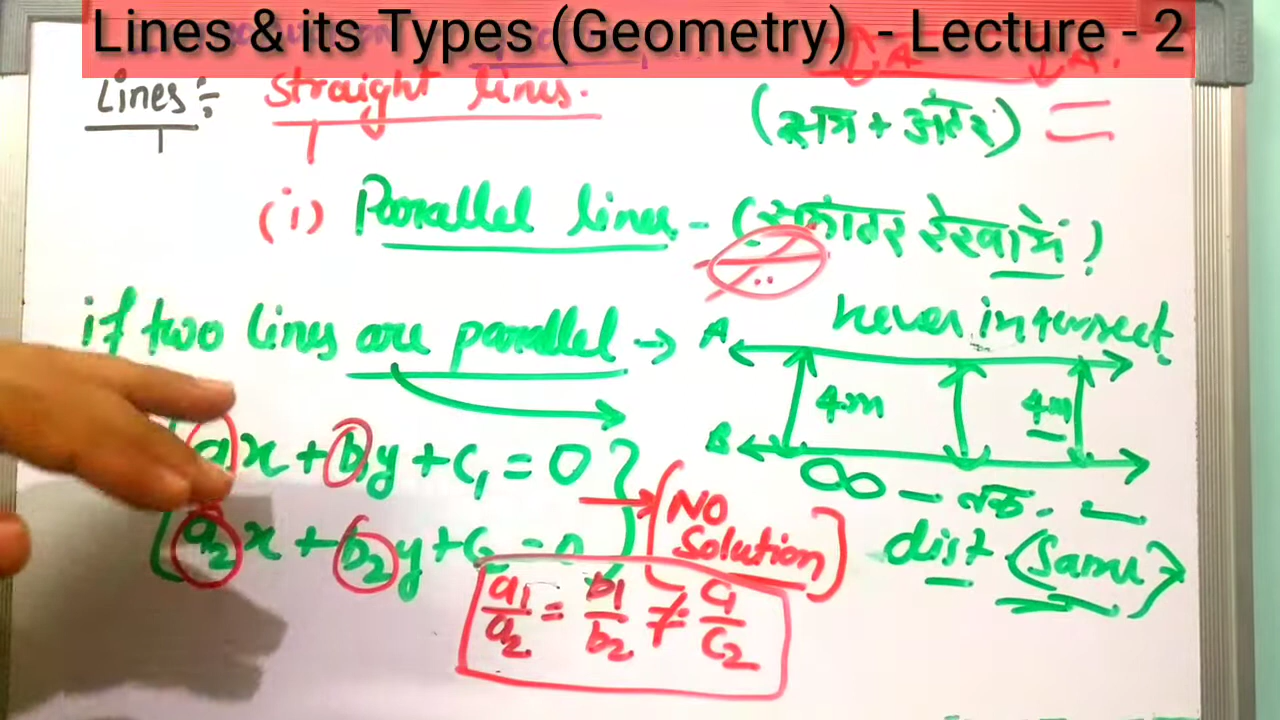 Lines & its Types (Geometry) - Lecture - 2
Lines :- straight lines.
(सम + अंतर) =
(i) Parallel lines - (समांतर रेखायें)
if two lines are parallel → A never intersect
4m 4m
a1x + b1y + c1 = 0
B
∞ - तक. -
NO Solution
a2x + b2y + c2 = 0
dist (Same)
a1/a2 = b1/b2 ≠ c1/c2